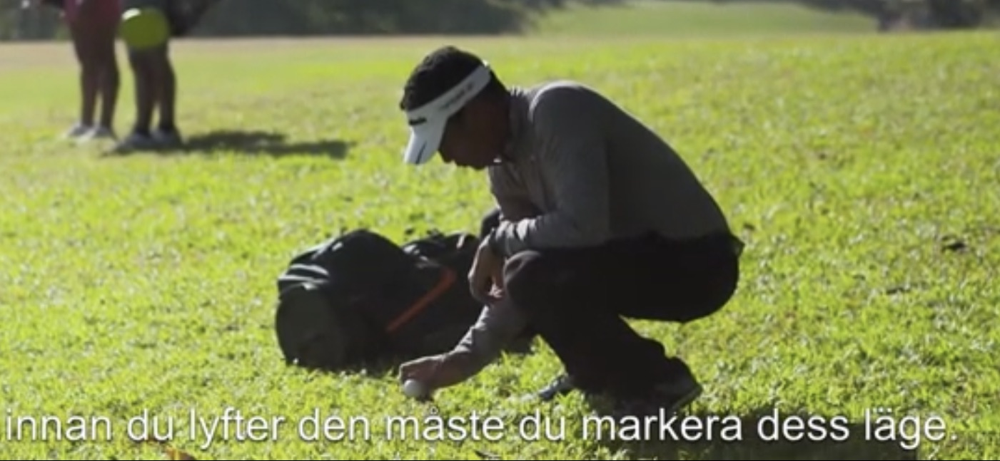 innan du lyfter den måste du markera dess läge.